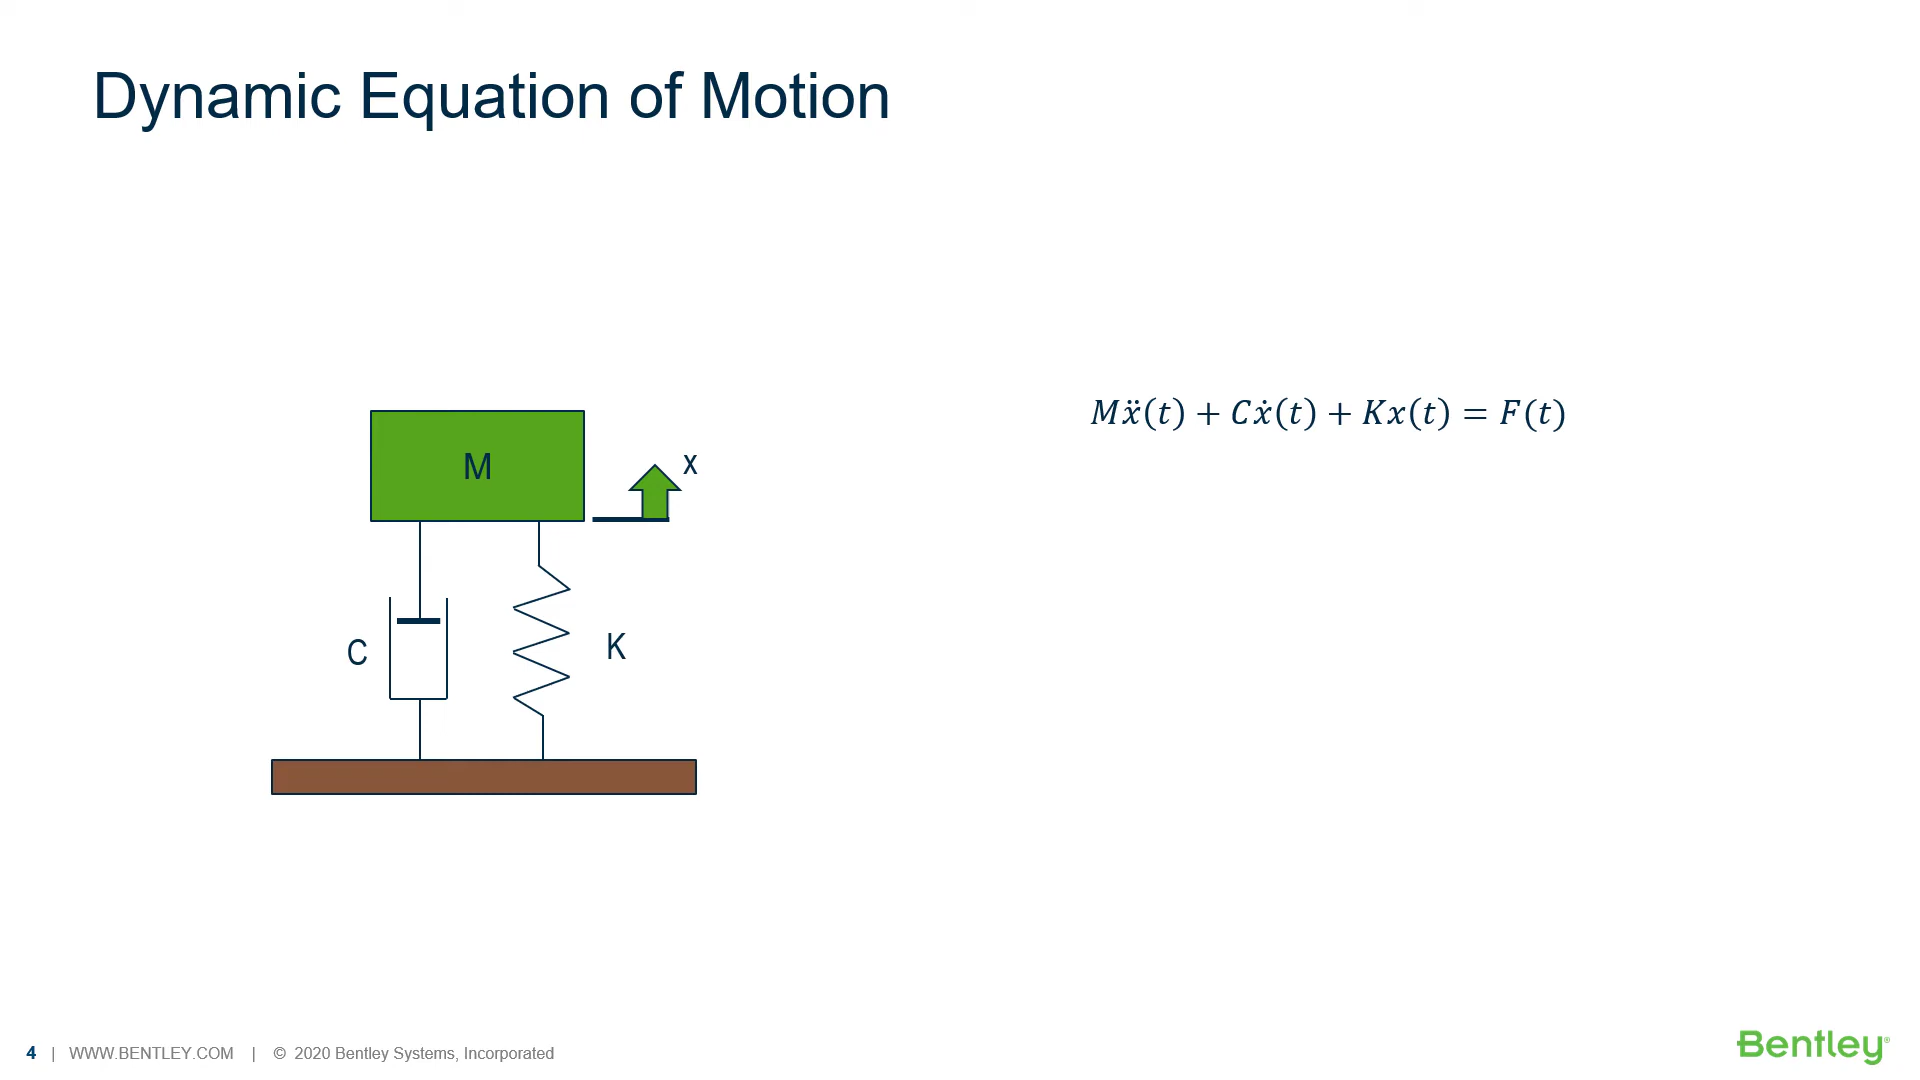 Dynamic Equation of Motion
Mẍ(t) + Cẋ(t) + Kx(t) = F(t)
M
x
C
K
4 | WWW.BENTLEY.COM | © 2020 Bentley Systems, Incorporated
Bentley®